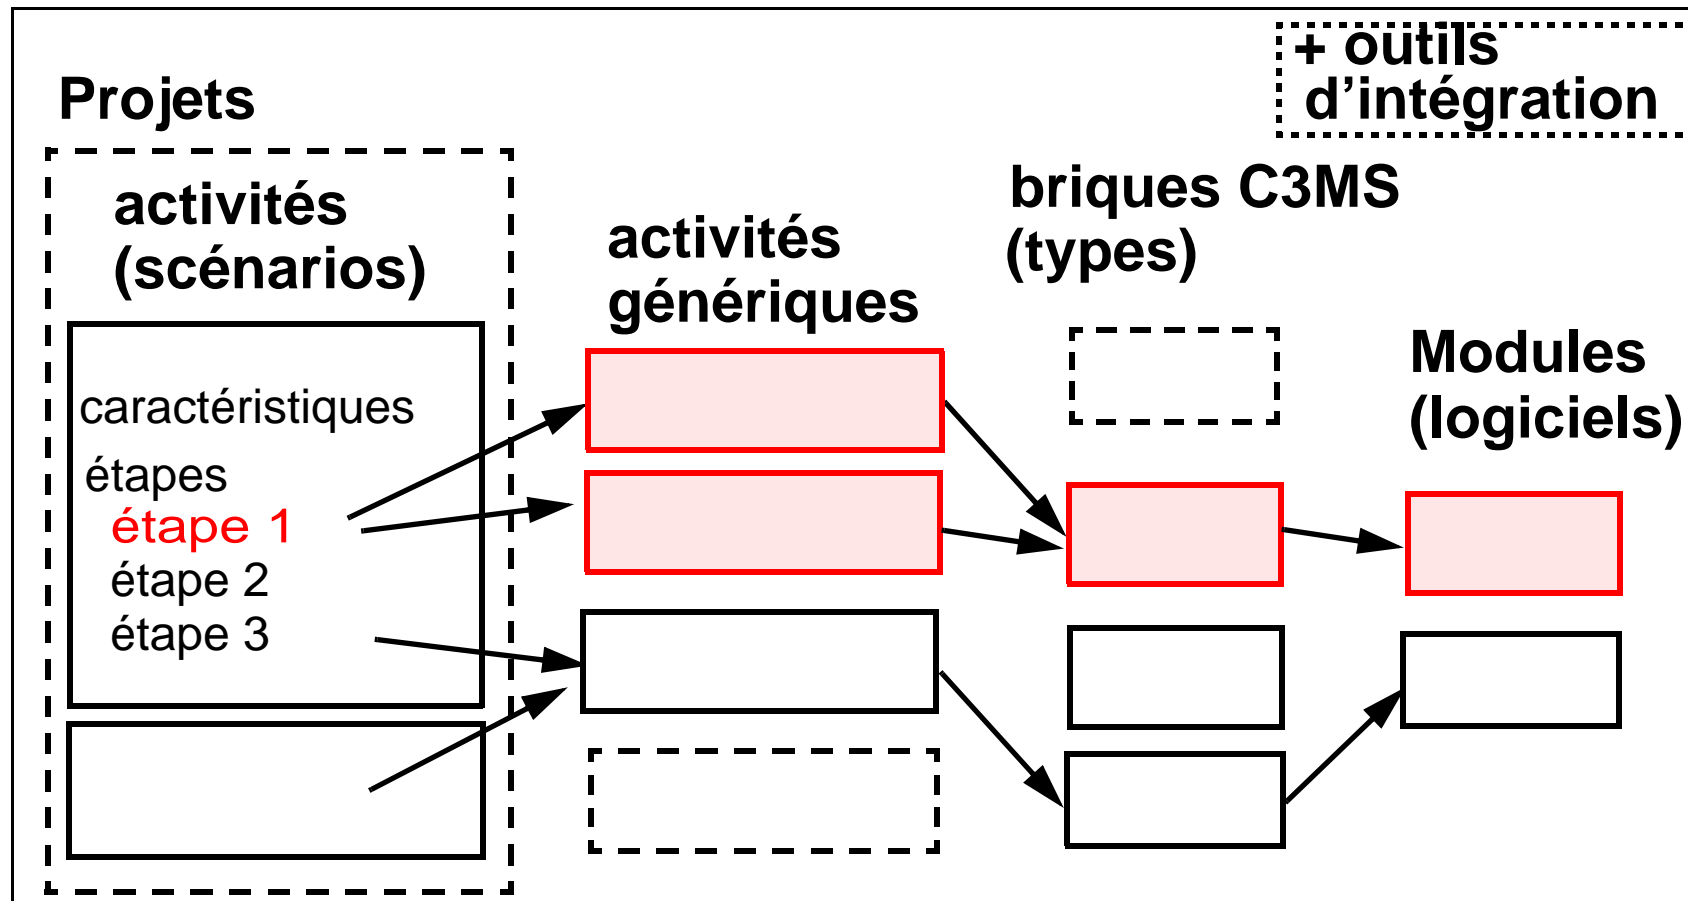 + outils
d'intégration
Projets
activités
(scénarios)
activités
génériques
briques C3MS
(types)
Modules
(logiciels)
caractéristiques
étapes
étape 1
étape 2
étape 3